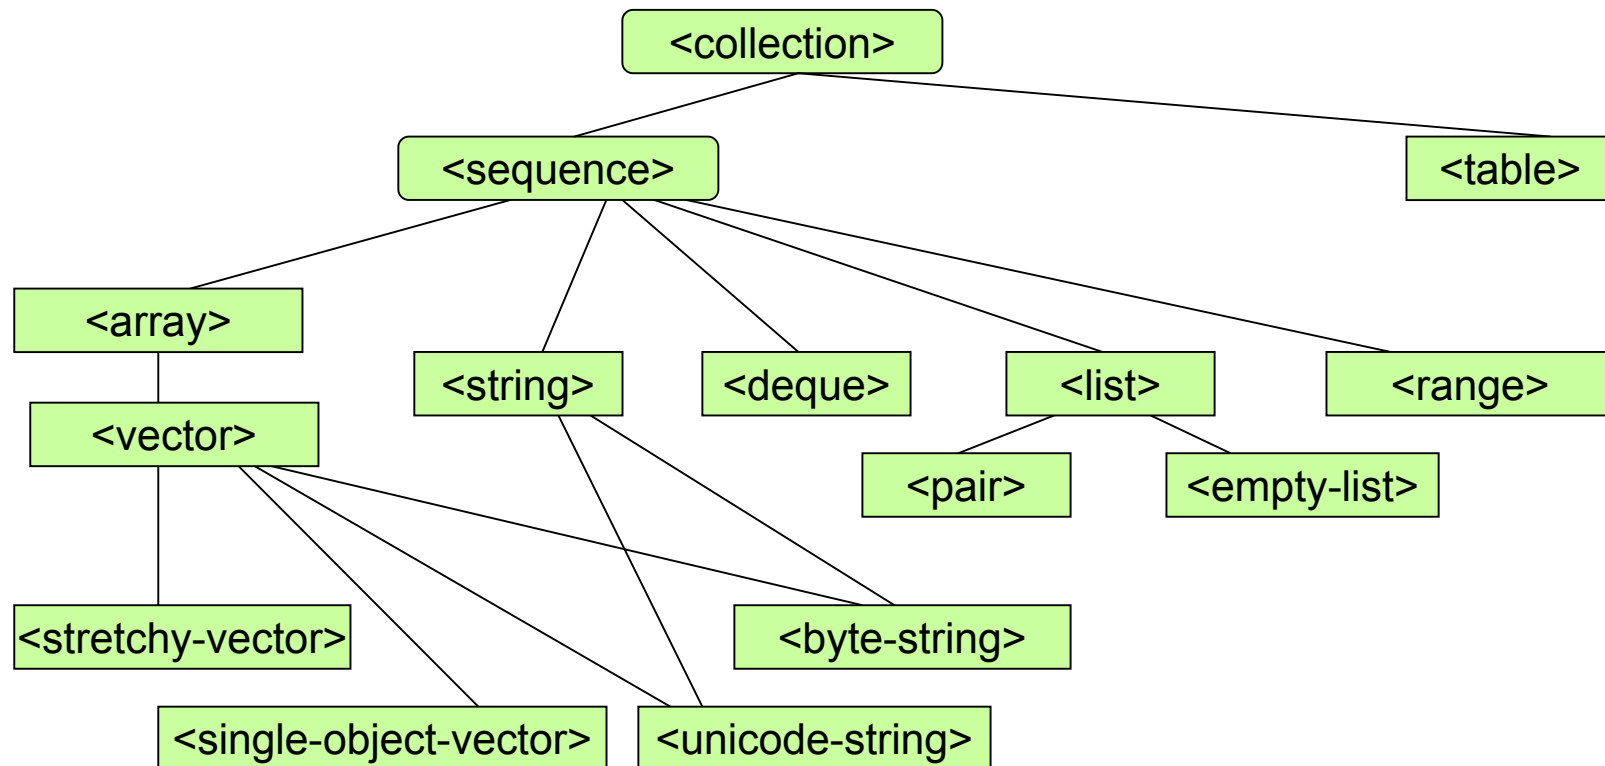 <collection>
<sequence>
<table>
<array>
<string>
<deque>
<list>
<range>
<vector>
<pair>
<empty-list>
<stretchy-vector>
<byte-string>
<single-object-vector>
<unicode-string>